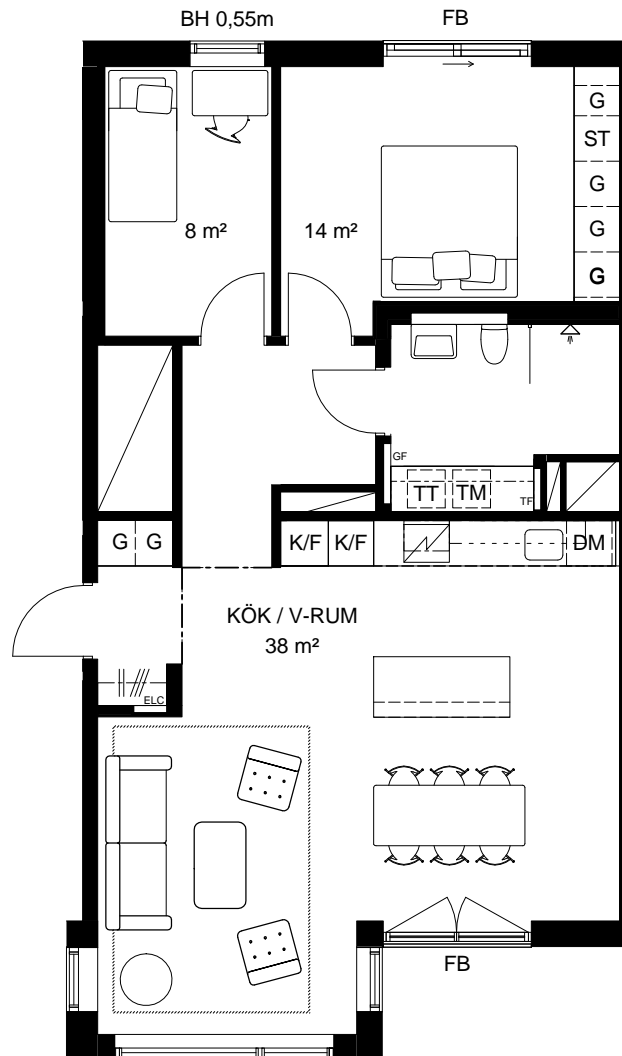 BH 0,55m FB
G
ST
G
G
G
8 m² 14 m²
GF
TT TM TF
G G K/F K/F DM
KÖK / V-RUM
38 m²
ELC
FB